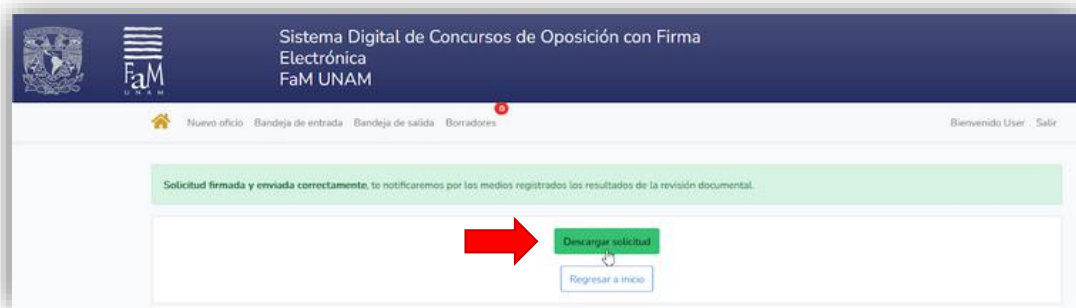 Sistema Digital de Concursos de Oposición con Firma
Electrónica
FaM UNAM
FaM
UNAM
Nuevo oficio Bandeja de entrada Bandeja de salida Borradores
Bienvenido User Salir
Solicitud firmada y enviada correctamente, te notificaremos por los medios registrados los resultados de la revisión documental.
Descargar solicitud
Regresar a inicio